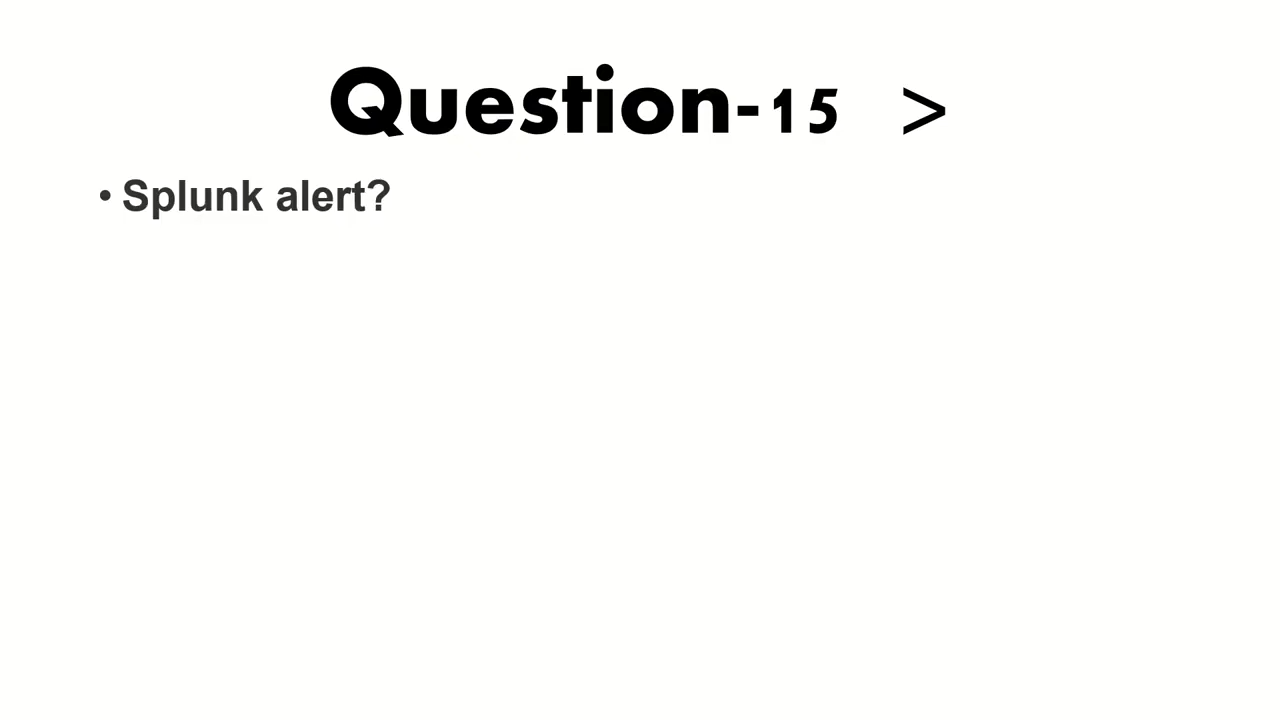 Question-15 >
• Splunk alert?